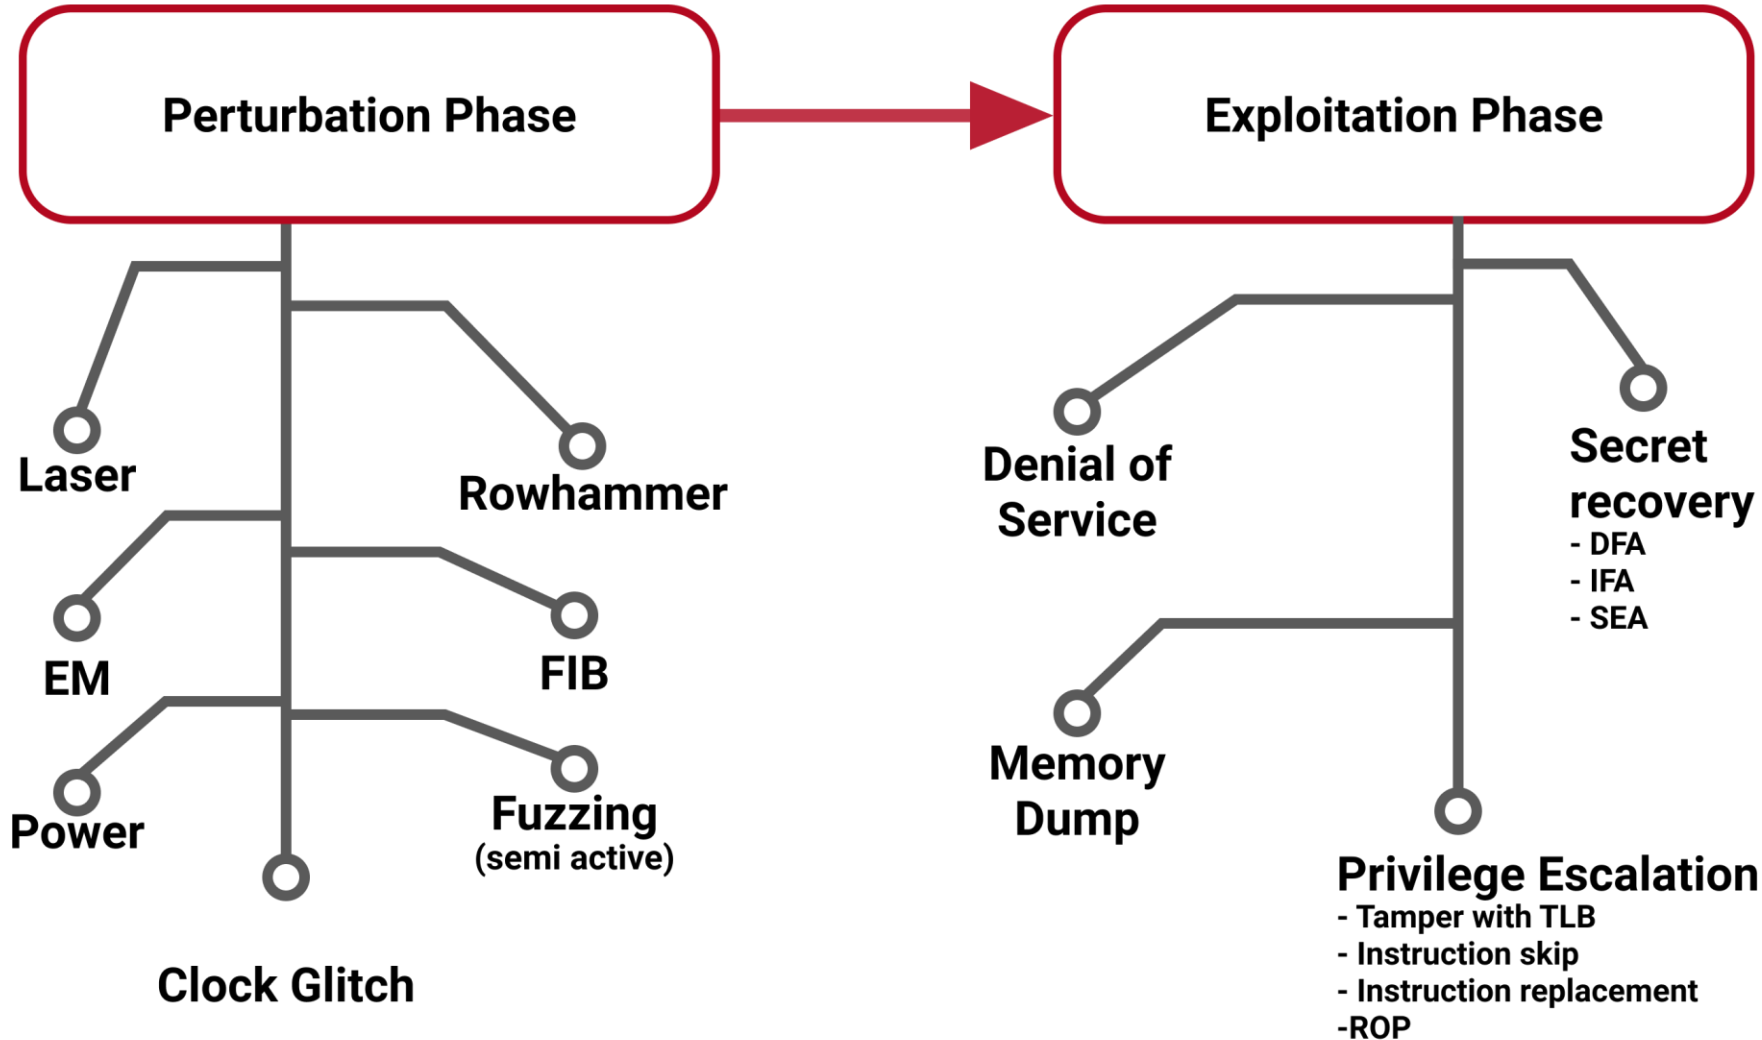 Perturbation Phase
Exploitation Phase
Laser
Rowhammer
EM
FIB
Power
Fuzzing
(semi active)
Clock Glitch
Denial of
Service
Secret
recovery
- DFA
- IFA
- SEA
Memory
Dump
Privilege Escalation
- Tamper with TLB
- Instruction skip
- Instruction replacement
-ROP